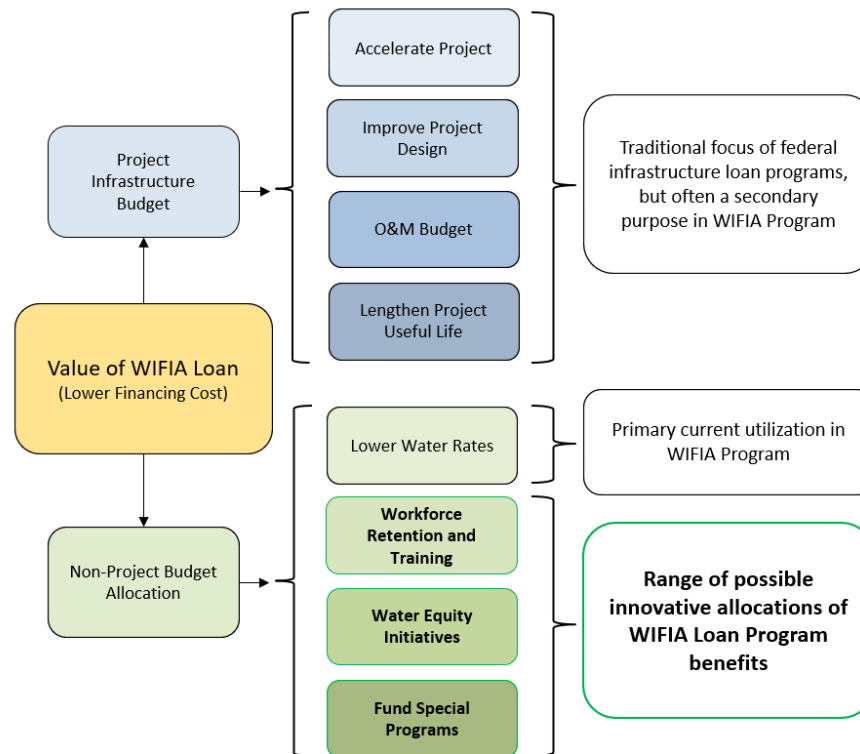 Accelerate Project
Improve Project
Design
O&M Budget
Lengthen Project
Useful Life
Project
Infrastructure
Budget
Traditional focus of federal
infrastructure loan programs,
but often a secondary
purpose in WIFIA Program
Value of WIFIA Loan
(Lower Financing Cost)
Lower Water Rates
Primary current utilization in
WIFIA Program
Non-Project Budget
Allocation
Workforce
Retention and
Training
Water Equity
Initiatives
Fund Special
Programs
Range of possible
innovative allocations of
WIFIA Loan Program
benefits